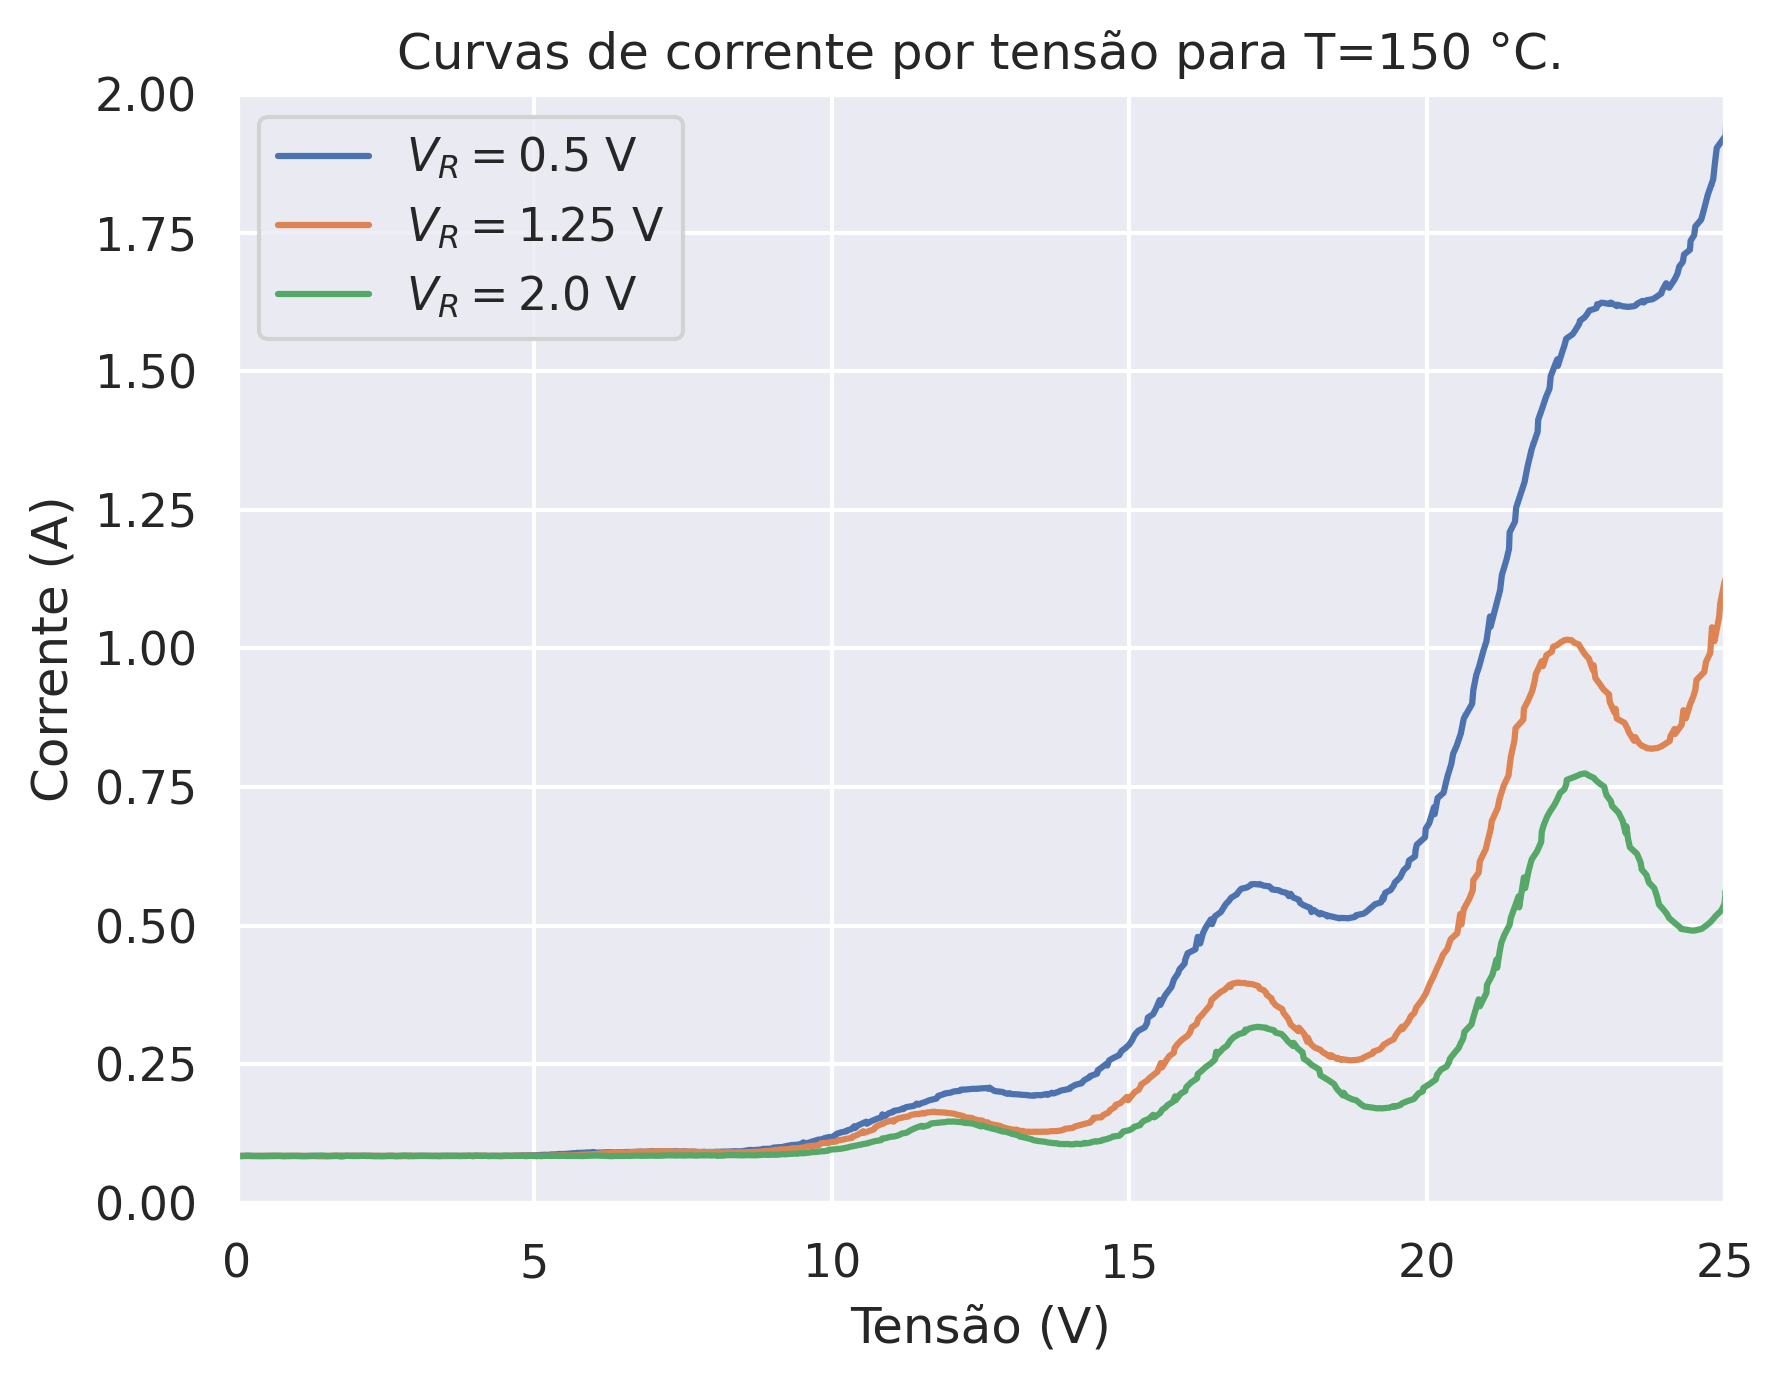 Curvas de corrente por tensão para T=150 °C.
2.00
1.75
1.50
1.25
1.00
0.75
0.50
0.25
0.00
Corrente (A)
V_R = 0.5 V
V_R = 1.25 V
V_R = 2.0 V
0 5 10 15 20 25
Tensão (V)